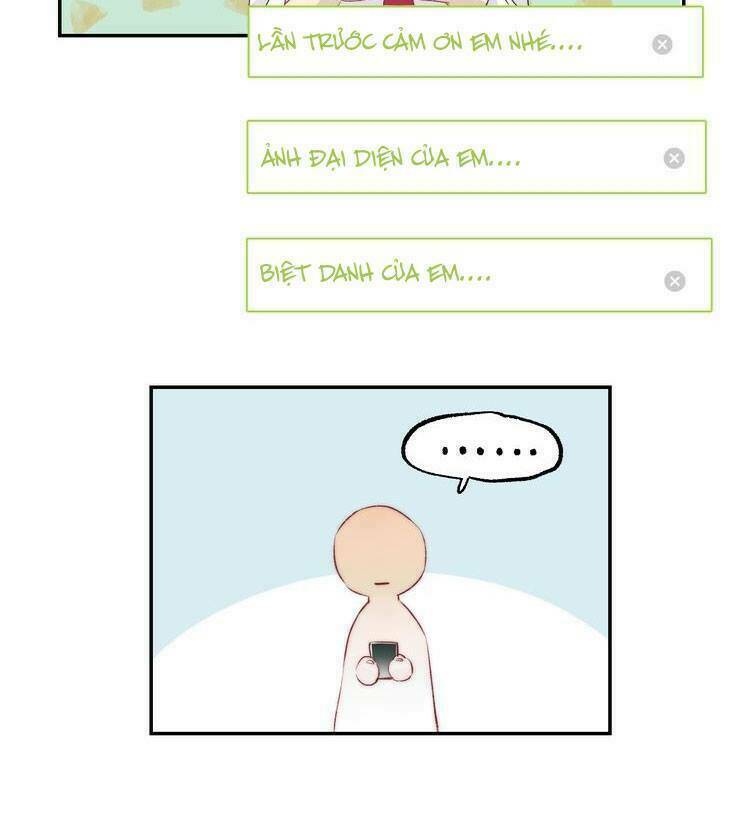 LẦN TRƯỚC CẢM ƠN EM NHÉ....
ẢNH ĐẠI DIỆN CỦA EM....
BIỆT DANH CỦA EM....
......